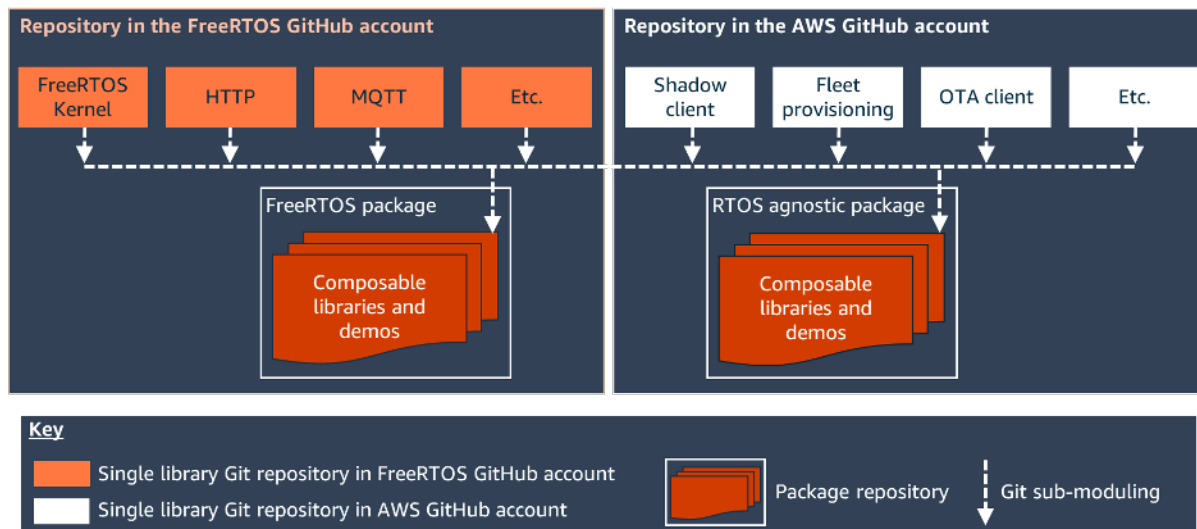 Repository in the FreeRTOS GitHub account
FreeRTOS
Kernel
HTTP
MQTT
Etc.
FreeRTOS package
Composable
libraries and
demos
Repository in the AWS GitHub account
Shadow
client
Fleet
provisioning
OTA client
Etc.
RTOS agnostic package
Composable
libraries and
demos
Key
Single library Git repository in FreeRTOS GitHub account
Single library Git repository in AWS GitHub account
Package repository
Git sub-moduling